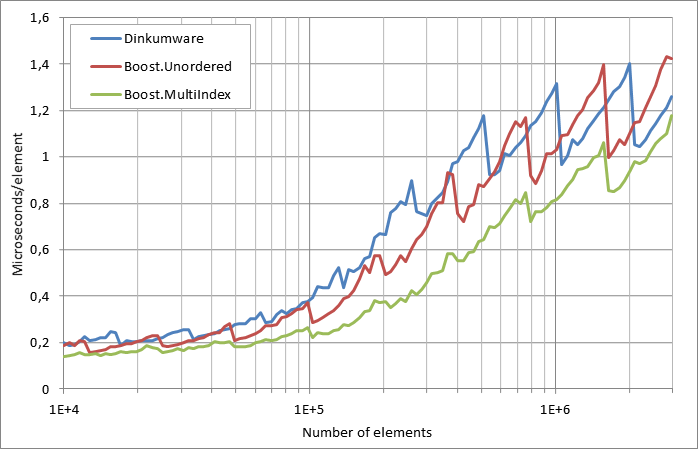 1,6
1,4
1,2
1
0,8
0,6
0,4
0,2
0
Microseconds/element
Dinkumware
Boost.Unordered
Boost.MultiIndex
1E+4
1E+5
1E+6
Number of elements